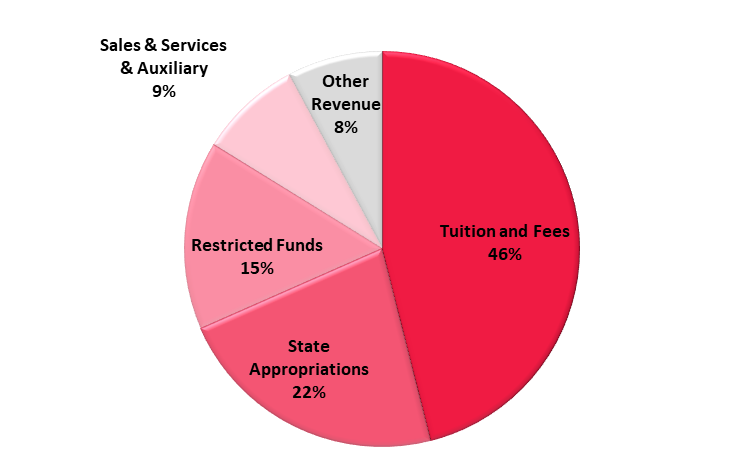 Sales & Services
& Auxiliary
9%
Other
Revenue
8%
Tuition and Fees
46%
Restricted Funds
15%
State
Appropriations
22%